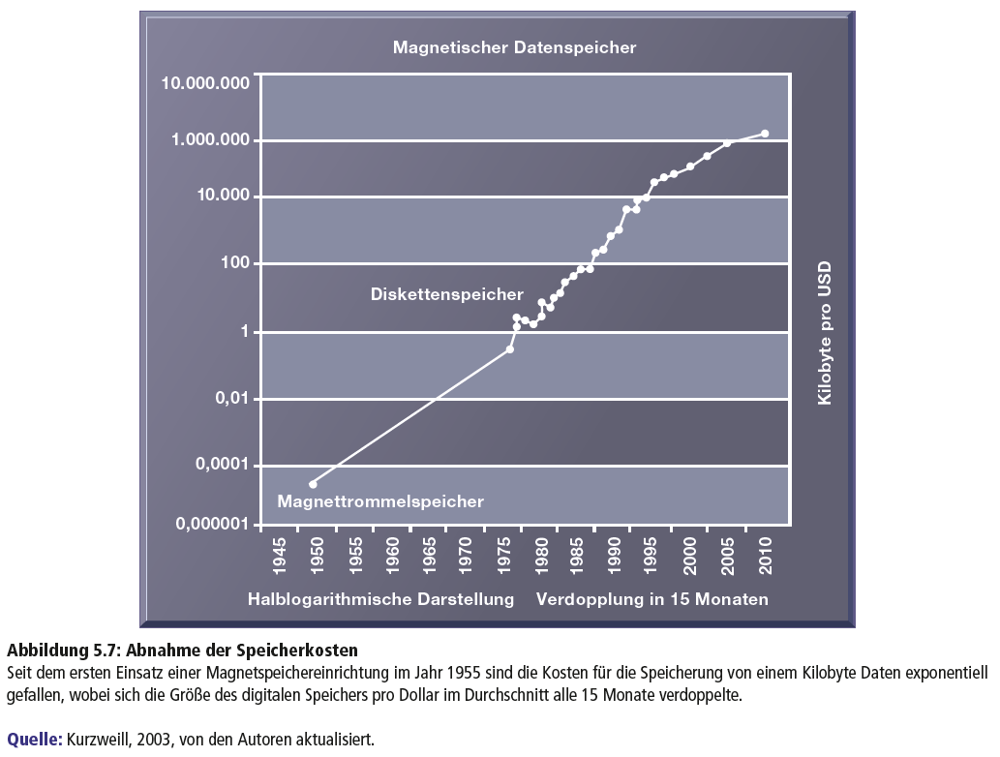 Magnetischer Datenspeicher
10.000.000
1.000.000
10.000
100
1
0,01
0,0001
0,000001
Diskettenspeicher
Magnettrommelspeicher
Kilobyte pro USD
1945 1950 1955 1960 1965 1970 1975 1980 1985 1990 1995 2000 2005 2010
Halblogarithmische Darstellung Verdopplung in 15 Monaten
Abbildung 5.7: Abnahme der Speicherkosten
Seit dem ersten Einsatz einer Magnetspeichereinrichtung im Jahr 1955 sind die Kosten für die Speicherung von einem Kilobyte Daten exponentiell
gefallen, wobei sich die Größe des digitalen Speichers pro Dollar im Durchschnitt alle 15 Monate verdoppelte.
Quelle: Kurzweill, 2003, von den Autoren aktualisiert.